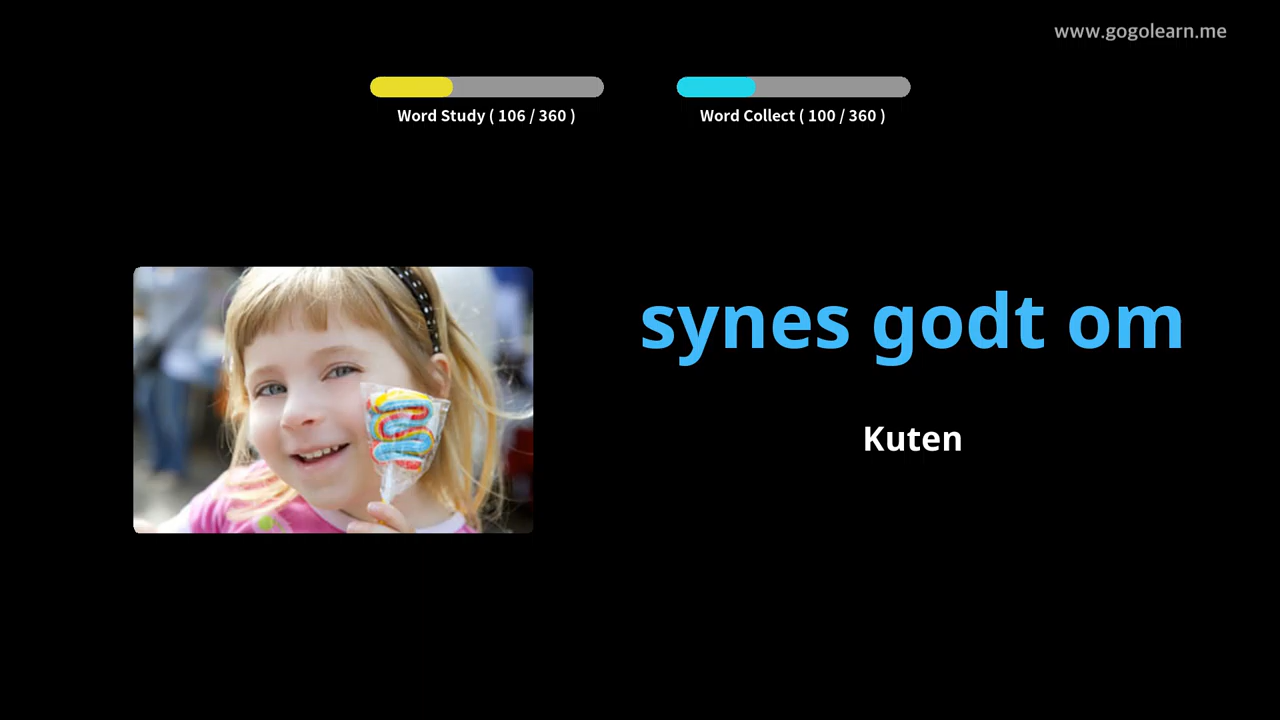 www.gogolearn.me
Word Study ( 106 / 360 )
Word Collect ( 100 / 360 )
synes godt om
Kuten